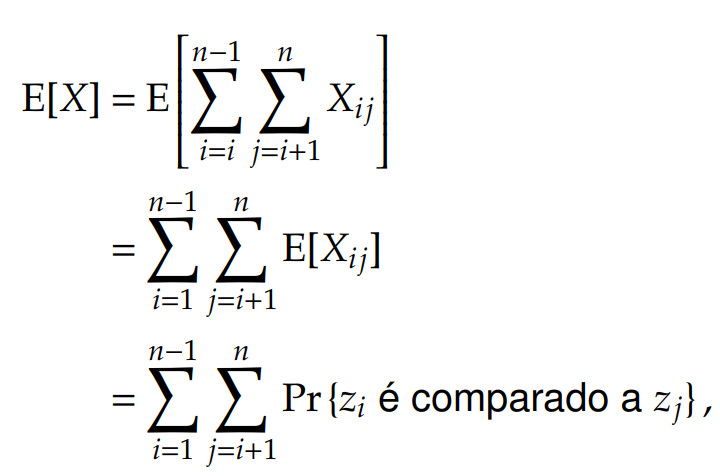 E[X] = E[∑_{i=i}^{n−1} ∑_{j=i+1}^{n} X_{ij}]
= ∑_{i=1}^{n−1} ∑_{j=i+1}^{n} E[X_{ij}]
= ∑_{i=1}^{n−1} ∑_{j=i+1}^{n} Pr{z_i é comparado a z_j},